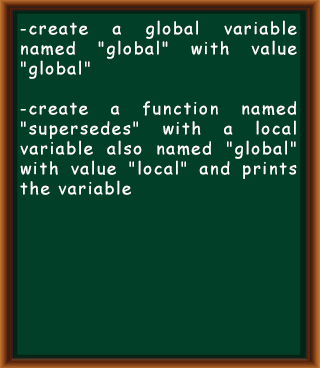 -create a global variable
named "global" with value
"global"
-create a function named
"supersedes" with a local
variable also named "global"
with value "local" and prints
the variable